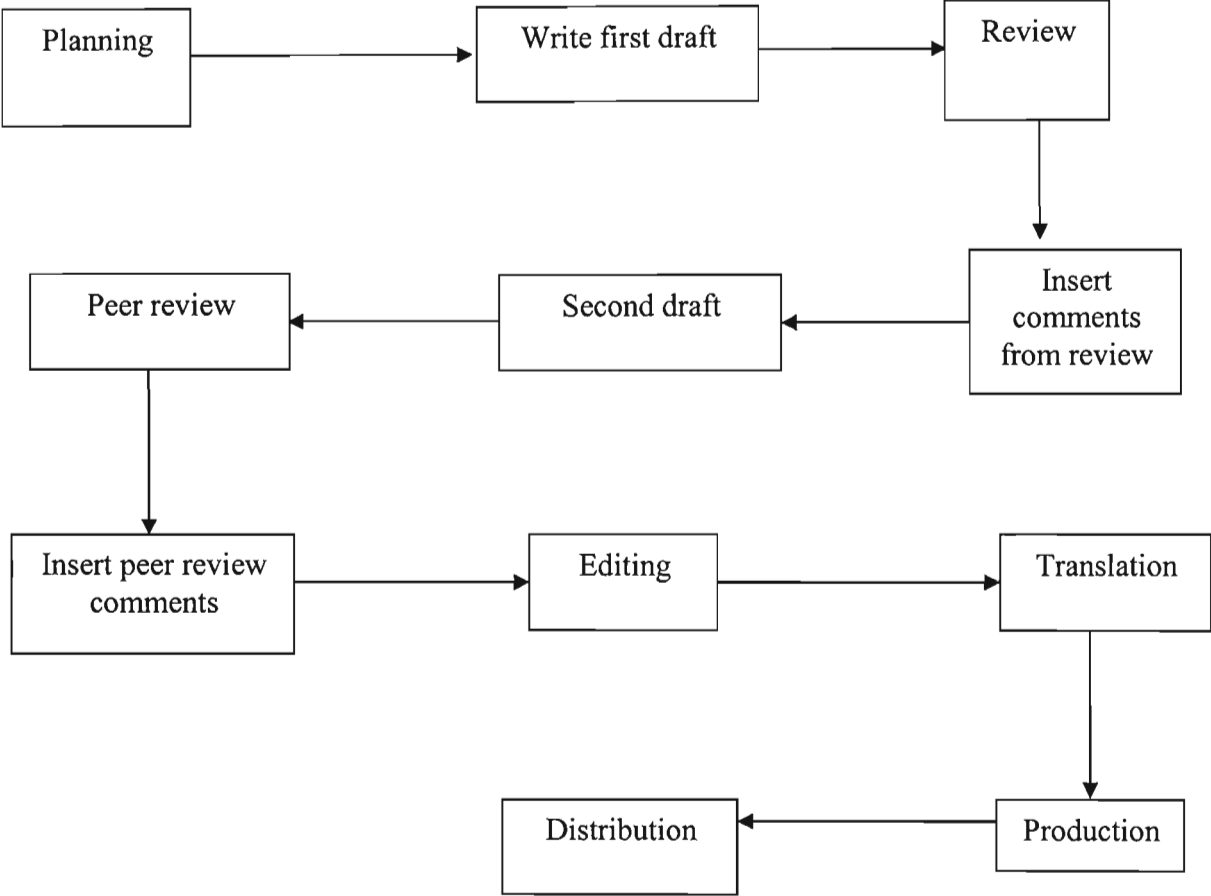 Planning
Write first draft
Review
Insert
comments
from review
Second draft
Peer review
Insert peer review
comments
Editing
Translation
Production
Distribution